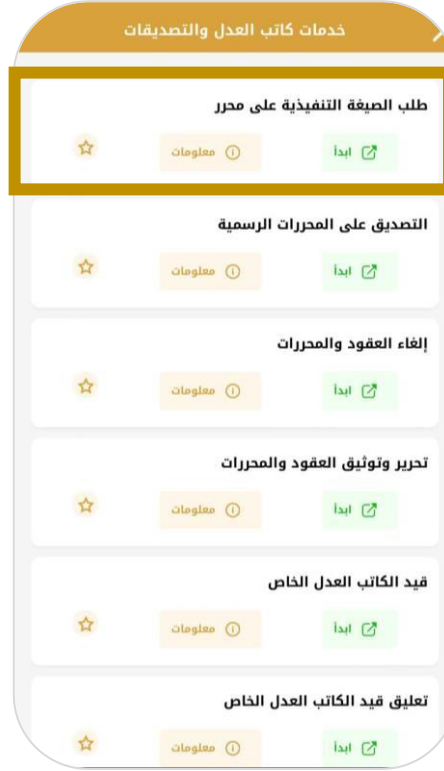 خدمات كاتب العدل والتصديقات
طلب الصيغة التنفيذية على محرر
ابدأ معلومات
التصديق على المحررات الرسمية
ابدأ معلومات
إلغاء العقود والمحررات
ابدأ معلومات
تحرير وتوثيق العقود والمحررات
ابدأ معلومات
قيد الكاتب العدل الخاص
ابدأ معلومات
تعليق قيد الكاتب العدل الخاص
ابدأ معلومات